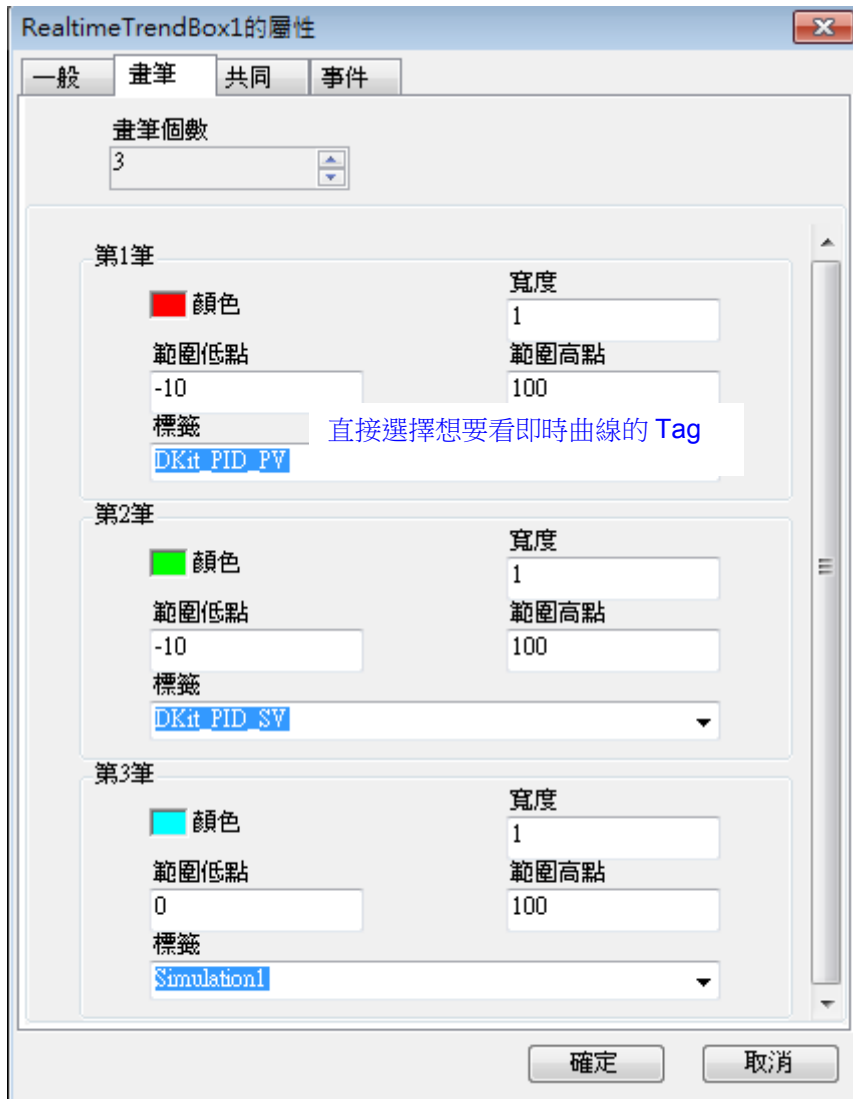 RealtimeTrendBox1的屬性
一般 畫筆 共同 事件
畫筆個數
3
第1筆
顏色
寬度
1
範圍低點 範圍高點
-10 100
標籤
直接選擇想要看即時曲線的 Tag
DKit_PID_PV
第2筆
顏色
寬度
1
範圍低點 範圍高點
-10 100
標籤
DKit_PID_SV
第3筆
顏色
寬度
1
範圍低點 範圍高點
0 100
標籤
Simulation1
確定 取消